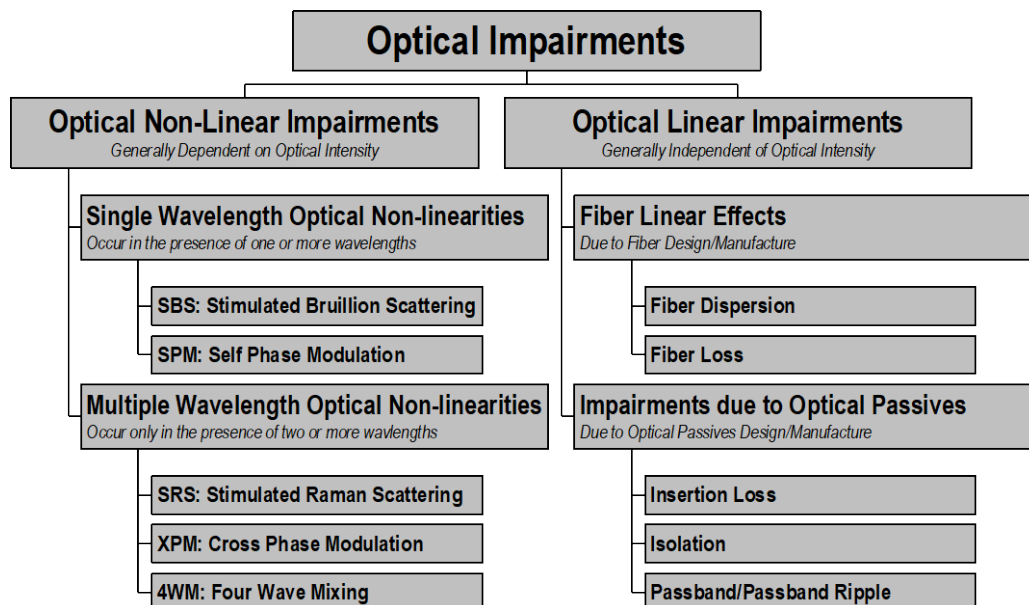 Optical Impairments
Optical Non-Linear Impairments
Generally Dependent on Optical Intensity
Single Wavelength Optical Non-linearities
Occur in the presence of one or more wavelengths
SBS: Stimulated Bruillion Scattering
SPM: Self Phase Modulation
Multiple Wavelength Optical Non-linearities
Occur only in the presence of two or more wavlengths
SRS: Stimulated Raman Scattering
XPM: Cross Phase Modulation
4WM: Four Wave Mixing
Optical Linear Impairments
Generally Independent of Optical Intensity
Fiber Linear Effects
Due to Fiber Design/Manufacture
Fiber Dispersion
Fiber Loss
Impairments due to Optical Passives
Due to Optical Passives Design/Manufacture
Insertion Loss
Isolation
Passband/Passband Ripple